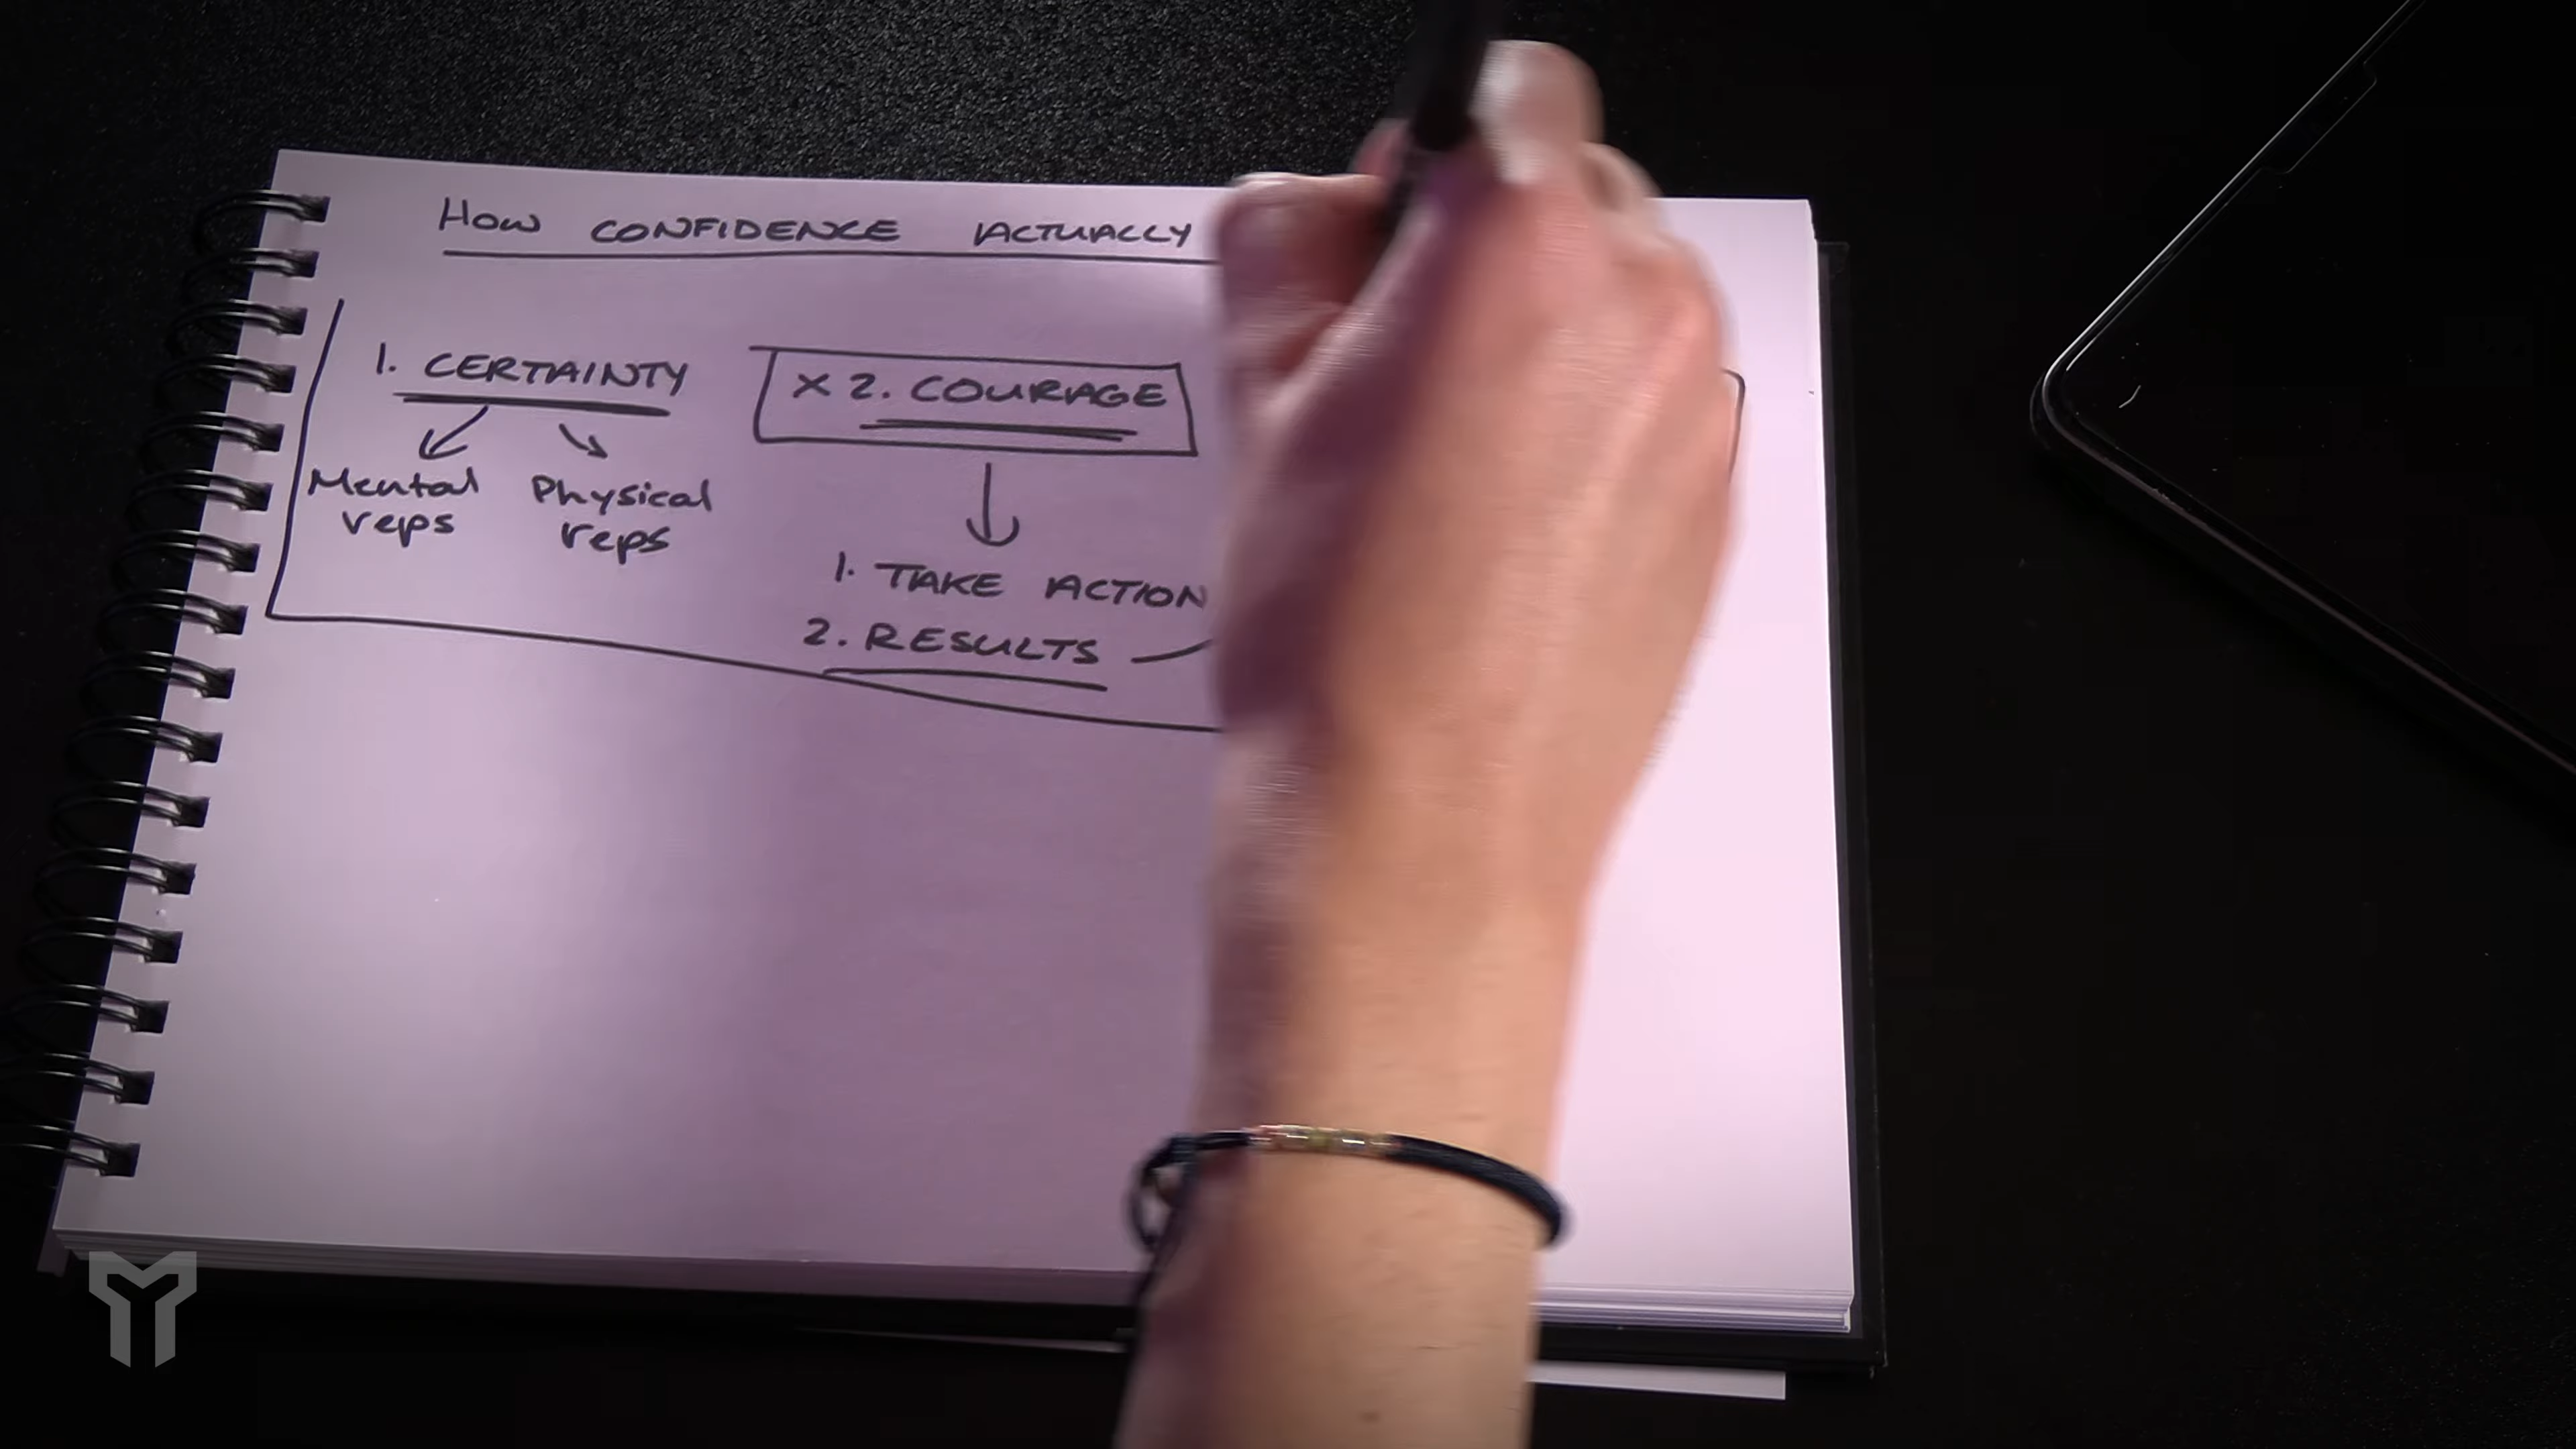 How CONFIDENCE ACTUALLY
1. CERTAINTY
Mental reps
Physical reps
X 2. COURAGE
1. TAKE ACTION
2. RESULTS